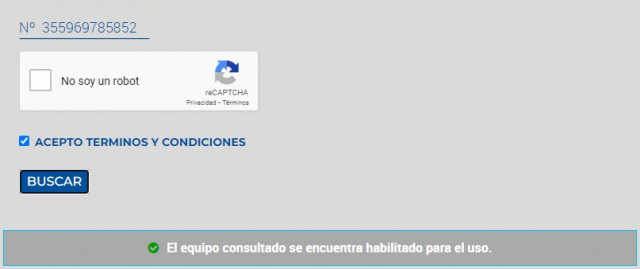 Nº 355969785852
No soy un robot
reCAPTCHA
Privacidad - Términos
ACEPTO TERMINOS Y CONDICIONES
BUSCAR
El equipo consultado se encuentra habilitado para el uso.